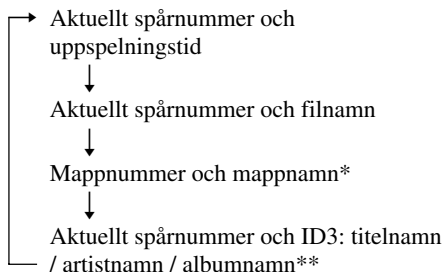 Aktuellt spårnummer och
uppspelningstid
Aktuellt spårnummer och filnamn
Mappnummer och mappnamn*
Aktuellt spårnummer och ID3: titelnamn
/ artistnamn / albumnamn**